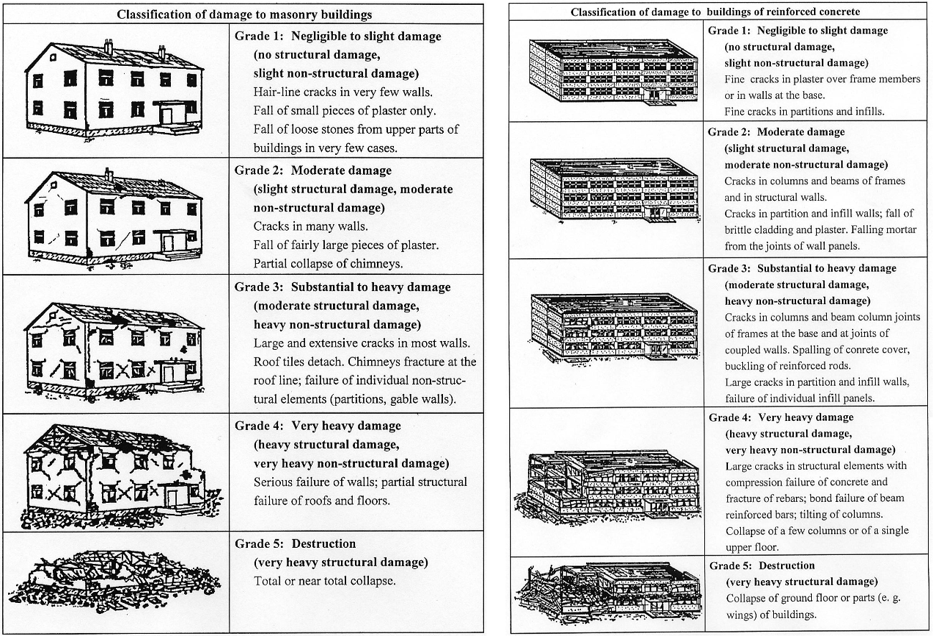 Classification of damage to masonry buildings
Grade 1: Negligible to slight damage
(no structural damage,
slight non-structural damage)
Hair-line cracks in very few walls.
Fall of small pieces of plaster only.
Fall of loose stones from upper parts of
buildings in very few cases.
Grade 2: Moderate damage
(slight structural damage, moderate
non-structural damage)
Cracks in many walls.
Fall of fairly large pieces of plaster.
Partial collapse of chimneys.
Grade 3: Substantial to heavy damage
(moderate structural damage,
heavy non-structural damage)
Large and extensive cracks in most walls.
Roof tiles detach. Chimneys fracture at the
roof line; failure of individual non-struc-
tural elements (partitions, gable walls).
Grade 4: Very heavy damage
(heavy structural damage,
very heavy non-structural damage)
Serious failure of walls; partial structural
failure of roofs and floors.
Grade 5: Destruction
(very heavy structural damage)
Total or near total collapse.
Classification of damage to buildings of reinforced concrete
Grade 1: Negligible to slight damage
(no structural damage,
slight non-structural damage)
Fine cracks in plaster over frame members
or in walls at the base.
Fine cracks in partitions and infills.
Grade 2: Moderate damage
(slight structural damage,
moderate non-structural damage)
Cracks in columns and beams of frames
and in structural walls.
Cracks in partition and infill walls; fall of
brittle cladding and plaster. Falling mortar
from the joints of wall panels.
Grade 3: Substantial to heavy damage
(moderate structural damage,
heavy non-structural damage)
Cracks in columns and beam column joints
of frames at the base and at joints of
coupled walls. Spalling of conrete cover,
buckling of reinforced rods.
Large cracks in partition and infill walls,
failure of individual infill panels.
Grade 4: Very heavy damage
(heavy structural damage,
very heavy non-structural damage)
Large cracks in structural elements with
compression failure of concrete and
fracture of rebars; bond failure of beam
reinforced bars; tilting of columns.
Collapse of a few columns or of a single
upper floor.
Grade 5: Destruction
(very heavy structural damage)
Collapse of ground floor or parts (e. g.
wings) of buildings.